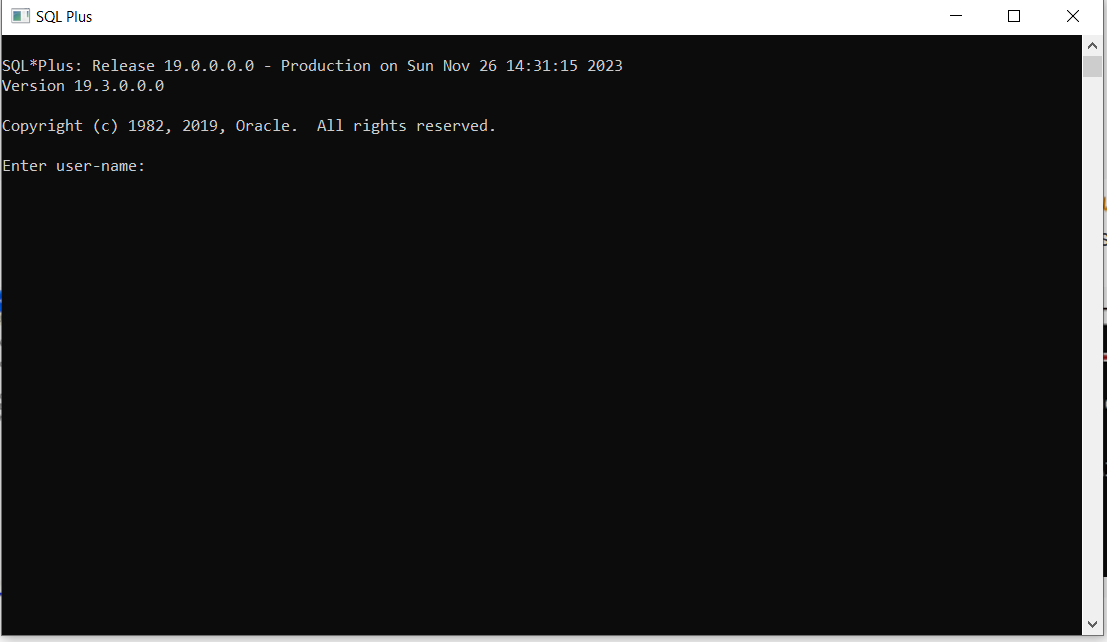 SQL Plus
SQL*Plus: Release 19.0.0.0.0 - Production on Sun Nov 26 14:31:15 2023
Version 19.3.0.0.0
Copyright (c) 1982, 2019, Oracle.  All rights reserved.
Enter user-name: